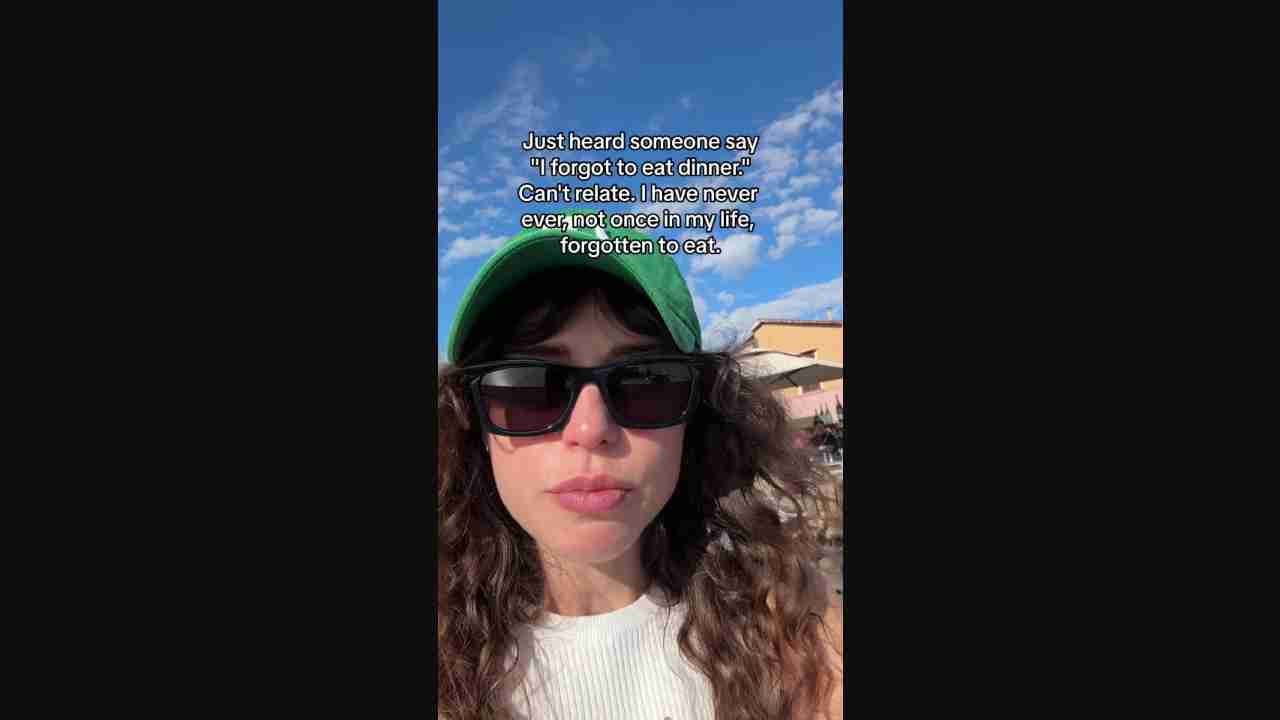 Just heard someone say
"I forgot to eat dinner."
Can't relate. I have never
ever, not once in my life,
forgotten to eat.